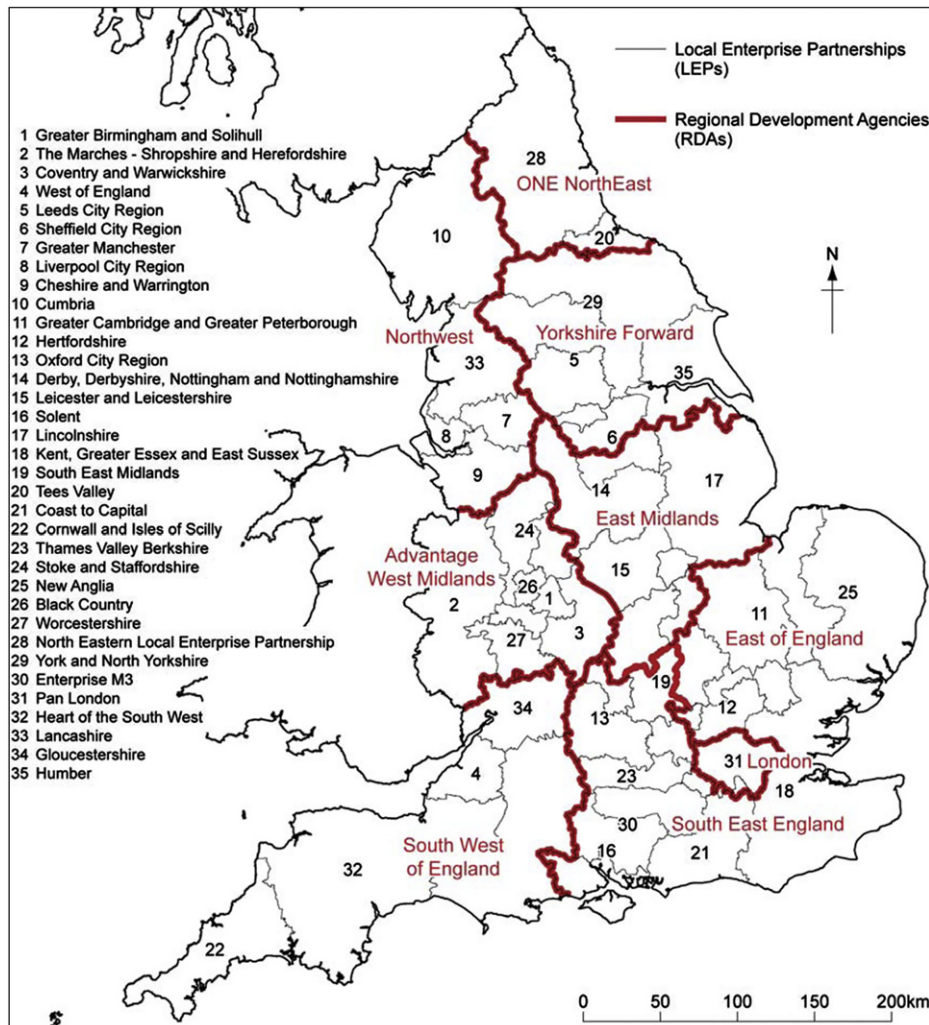 Local Enterprise Partnerships
(LEPs)
Regional Development Agencies
(RDAs)
1 Greater Birmingham and Solihull
2 The Marches - Shropshire and Herefordshire
3 Coventry and Warwickshire
4 West of England
5 Leeds City Region
6 Sheffield City Region
7 Greater Manchester
8 Liverpool City Region
9 Cheshire and Warrington
10 Cumbria
11 Greater Cambridge and Greater Peterborough
12 Hertfordshire
13 Oxford City Region
14 Derby, Derbyshire, Nottingham and Nottinghamshire
15 Leicester and Leicestershire
16 Solent
17 Lincolnshire
18 Kent, Greater Essex and East Sussex
19 South East Midlands
20 Tees Valley
21 Coast to Capital
22 Cornwall and Isles of Scilly
23 Thames Valley Berkshire
24 Stoke and Staffordshire
25 New Anglia
26 Black Country
27 Worcestershire
28 North Eastern Local Enterprise Partnership
29 York and North Yorkshire
30 Enterprise M3
31 Pan London
32 Heart of the South West
33 Lancashire
34 Gloucestershire
35 Humber
28
ONE NorthEast
20
10
N
29
Northwest
Yorkshire Forward
33
5
35
7
8
6
9
14
17
24
East Midlands
Advantage
West Midlands
15
26
1
2
25
11
27
3
East of England
19
34
13
12
31
London
4
23
18
30
South East England
South West
of England
16
21
32
22
0 50 100 150 200km